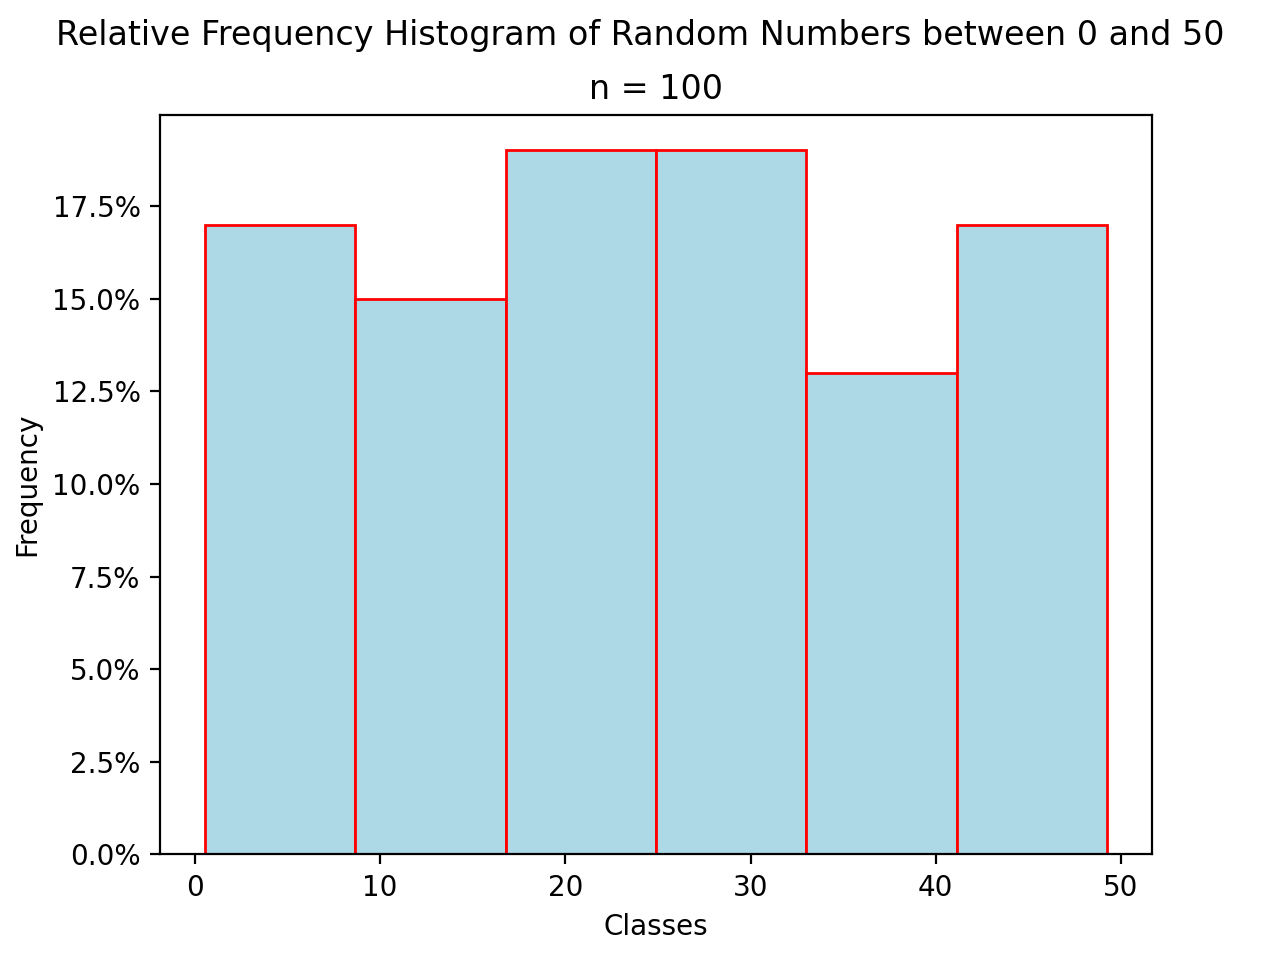 Relative Frequency Histogram of Random Numbers between 0 and 50
n = 100
17.5%
15.0%
12.5%
10.0%
7.5%
5.0%
2.5%
0.0%
Frequency
0 10 20 30 40 50
Classes